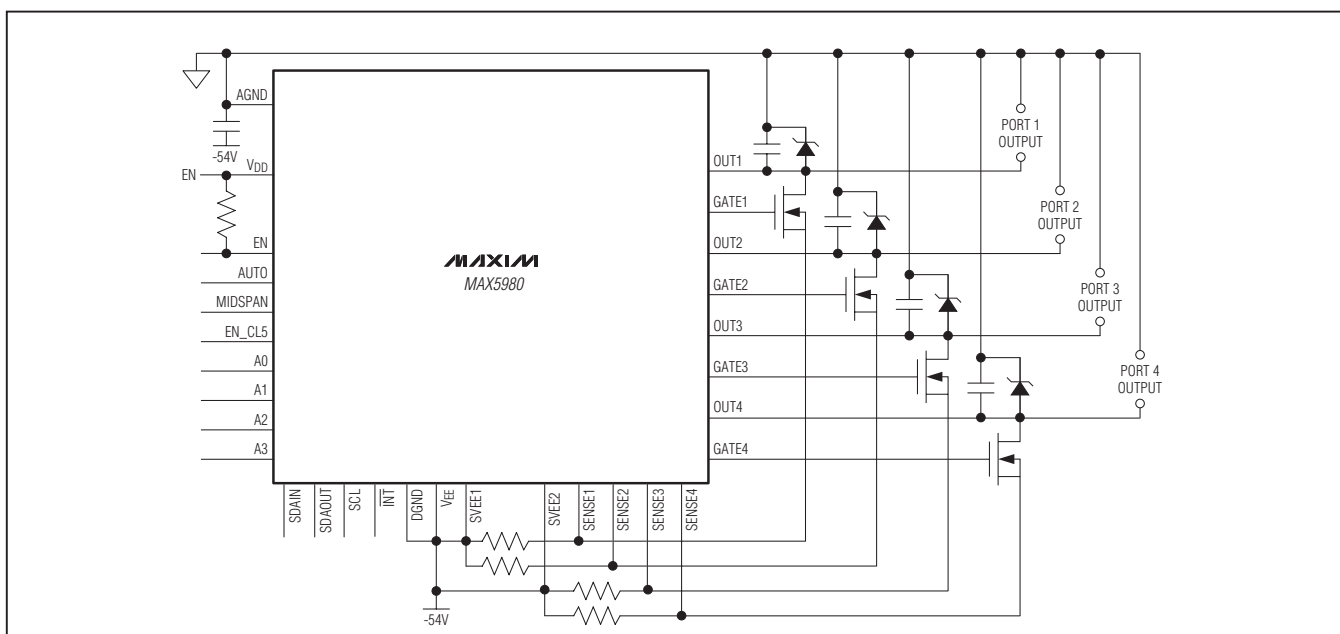 AGND
-54V
EN
VDD
EN
AUTO
MIDSPAN
EN_CL5
A0
A1
A2
A3
MAXIM
MAX5980
OUT1
GATE1
OUT2
GATE2
OUT3
GATE3
OUT4
GATE4
PORT 1
OUTPUT
PORT 2
OUTPUT
PORT 3
OUTPUT
PORT 4
OUTPUT
SDAIN
SDAOUT
SCL
I̅N̅T̅
DGND
VEE
SVEE1
SVEE2
SENSE1
SENSE2
SENSE3
SENSE4
-54V